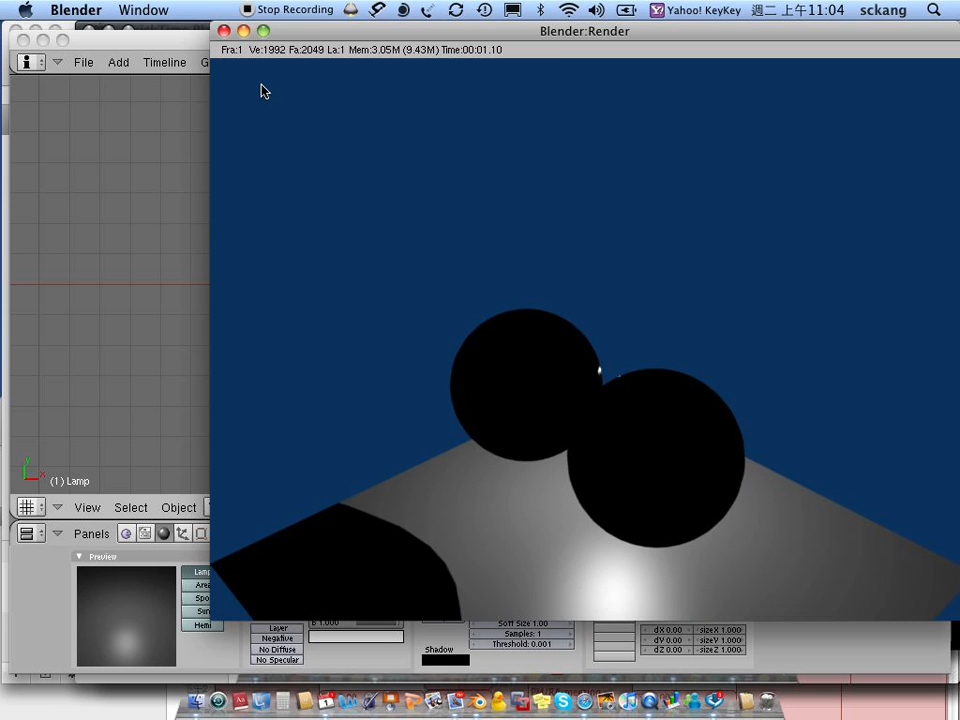 Blender Window Stop Recording Yahoo! KeyKey 週二 上午11:04 sckang
Blender:Render
Fra:1 Ve:1992 Fa:2049 La:1 Mem:3.05M (9.43M) Time:00:01.10
File Add Timeline G
(1) Lamp
View Select Object
Panels
Preview
Lamp
Area
Spo
Sun
Hemi
B 1.000
Layer
Negative
No Diffuse
No Specular
Shadow
Soft Size 1.00
Samples: 1
Threshold: 0.001
dX 0.00 sizeX 1.000
dY 0.00 sizeY 1.000
dZ 0.00 sizeZ 1.000